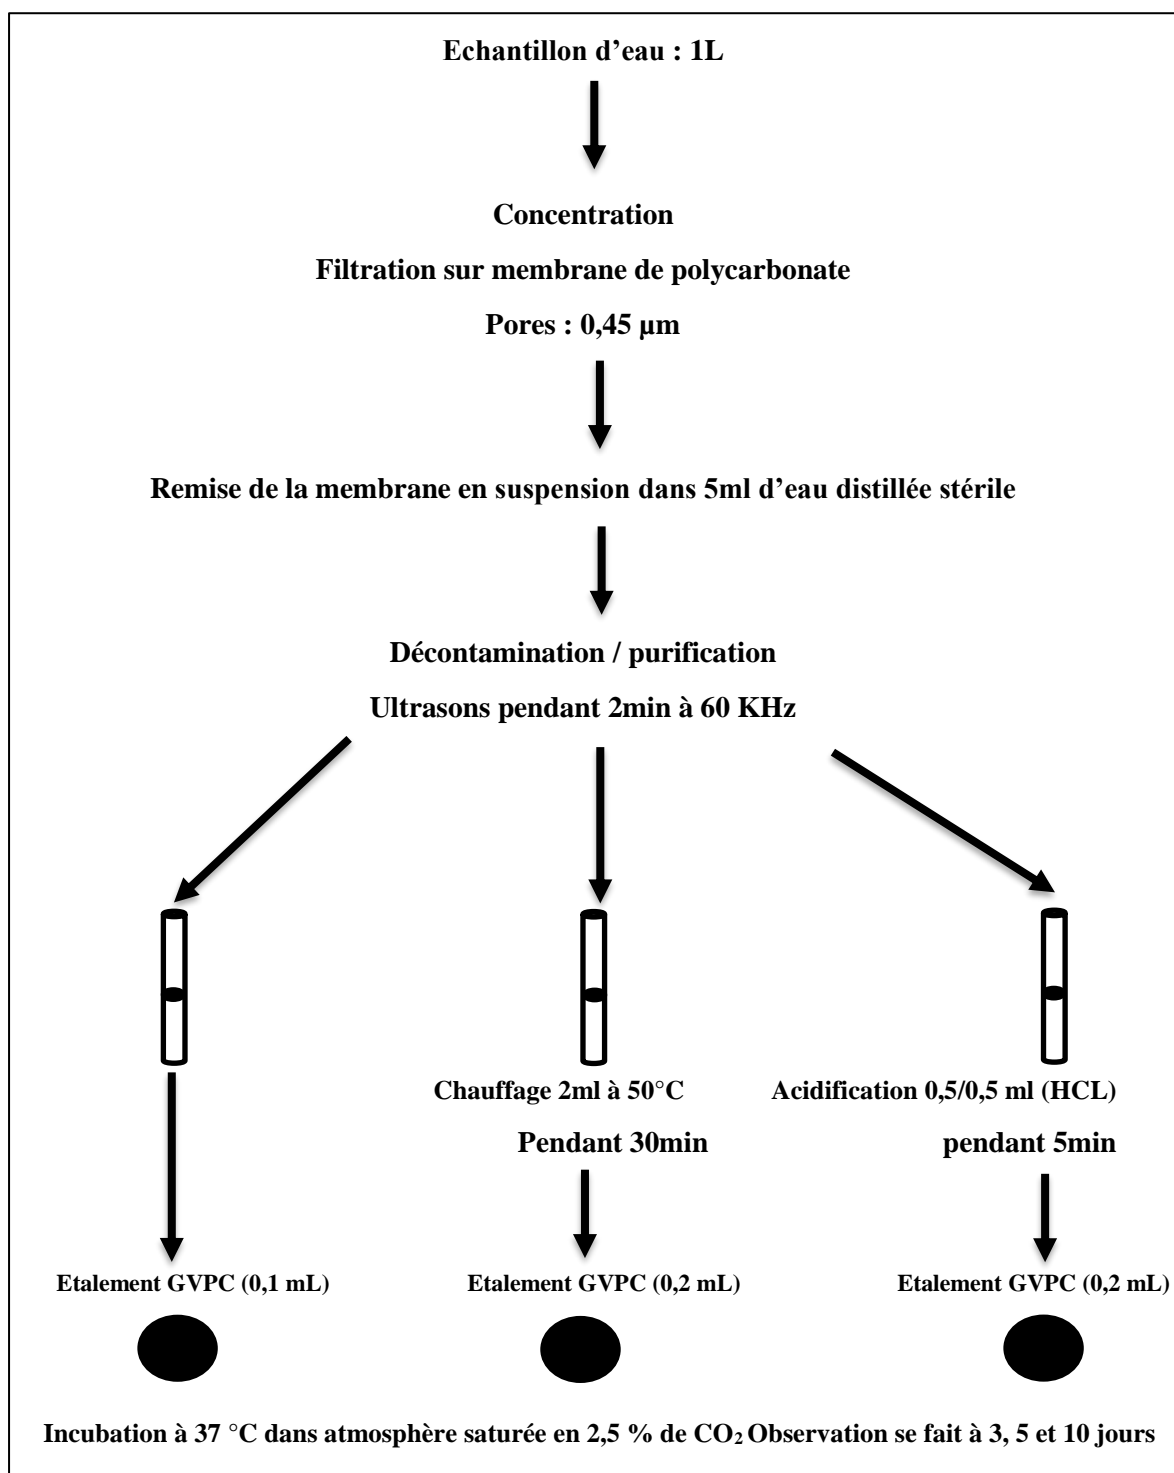 Echantillon d’eau : 1L
Concentration
Filtration sur membrane de polycarbonate
Pores : 0,45 µm
Remise de la membrane en suspension dans 5ml d’eau distillée stérile
Décontamination / purification
Ultrasons pendant 2min à 60 KHz
Chauffage 2ml à 50°C
Pendant 30min
Acidification 0,5/0,5 ml (HCL)
pendant 5min
Etalement GVPC (0,1 mL)
Etalement GVPC (0,2 mL)
Etalement GVPC (0,2 mL)
Incubation à 37 °C dans atmosphère saturée en 2,5 % de CO₂ Observation se fait à 3, 5 et 10 jours